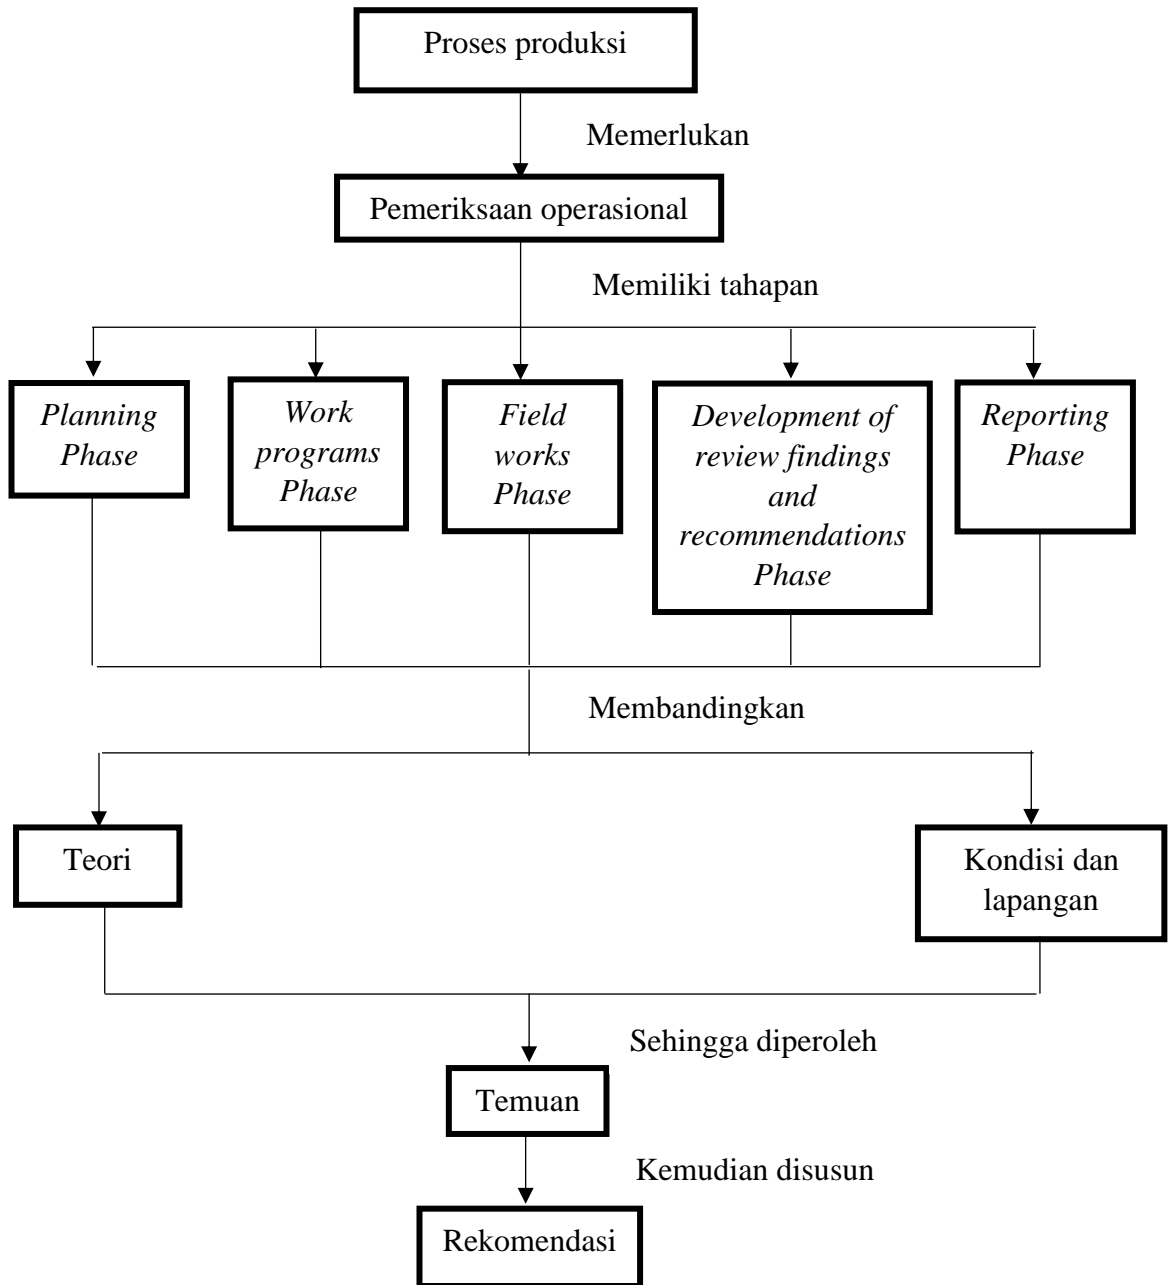 Proses produksi
Memerlukan
Pemeriksaan operasional
Memiliki tahapan
Planning
Phase
Work
programs
Phase
Field
works
Phase
Development of
review findings
and
recommendations
Phase
Reporting
Phase
Membandingkan
Teori
Kondisi dan
lapangan
Sehingga diperoleh
Temuan
Kemudian disusun
Rekomendasi